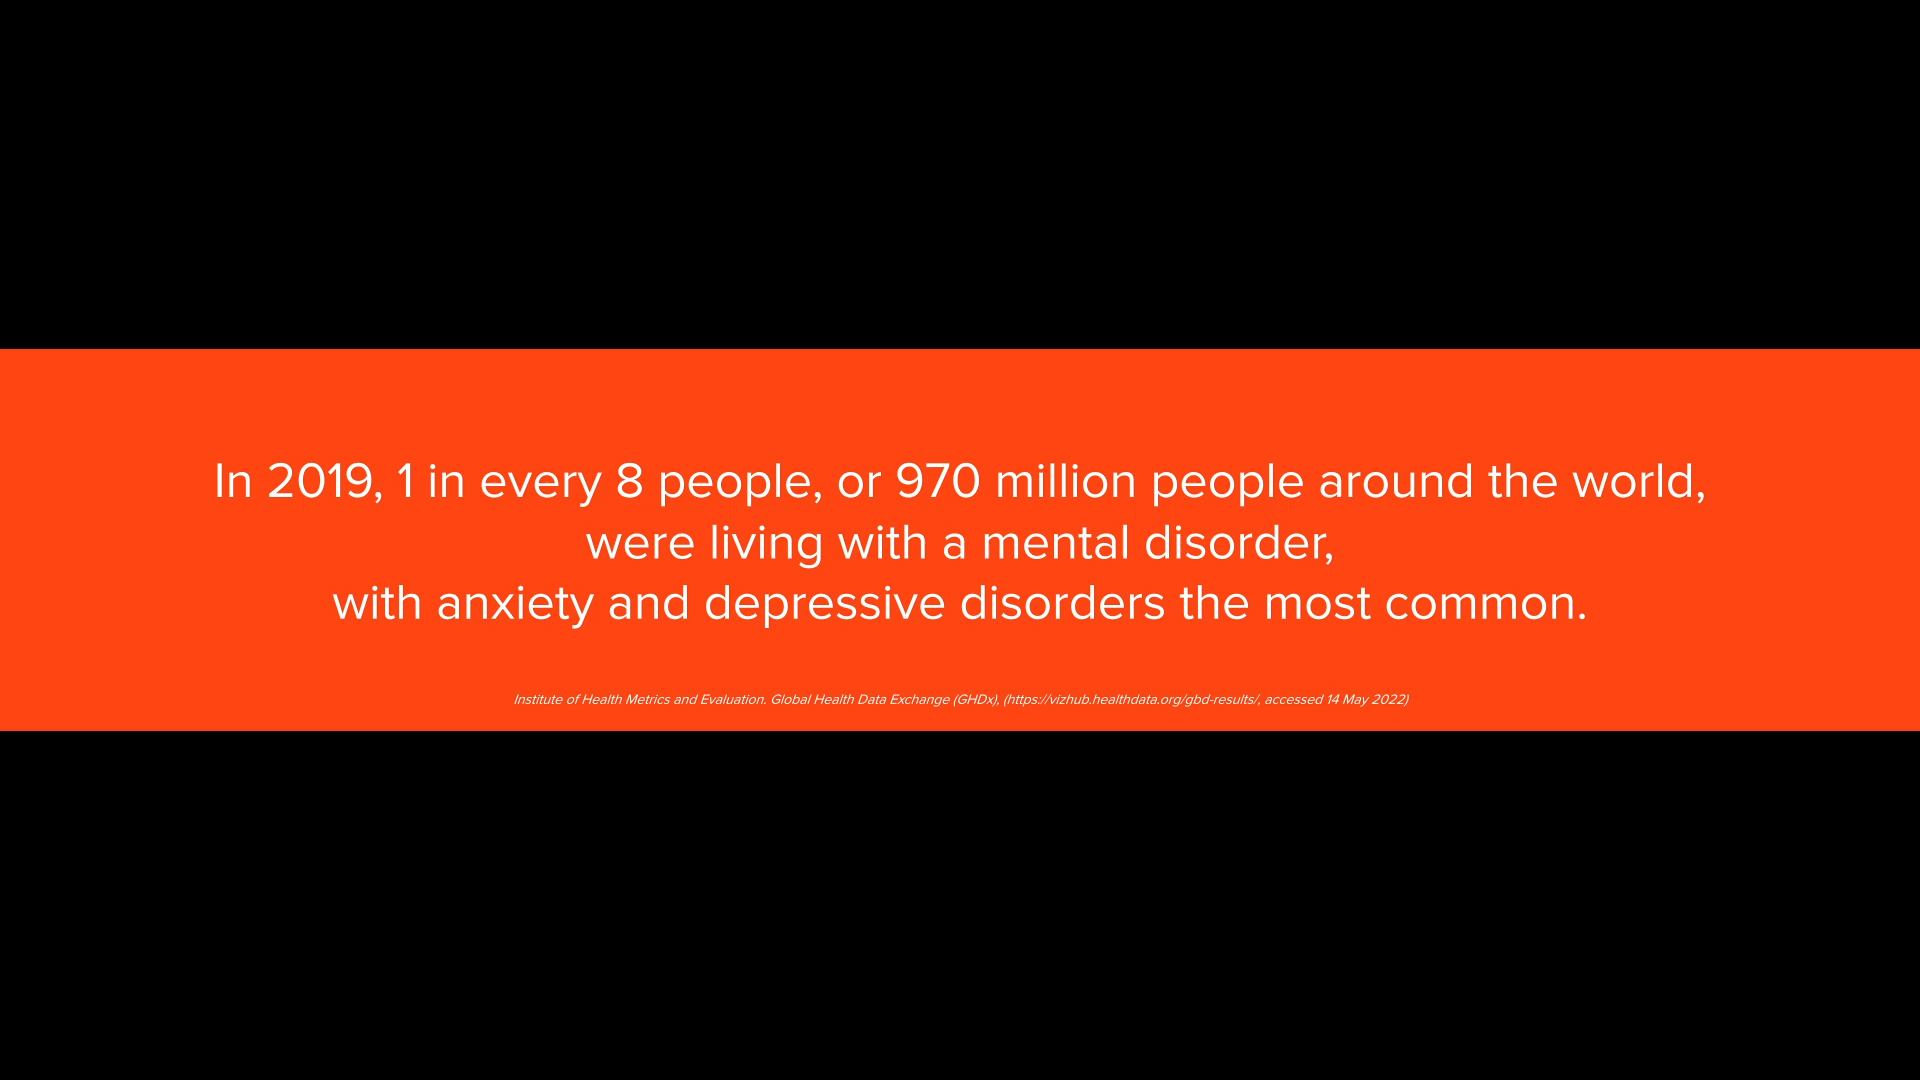 In 2019, 1 in every 8 people, or 970 million people around the world,
were living with a mental disorder,
with anxiety and depressive disorders the most common.
Institute of Health Metrics and Evaluation. Global Health Data Exchange (GHDx), (https://vizhub.healthdata.org/gbd-results/, accessed 14 May 2022)